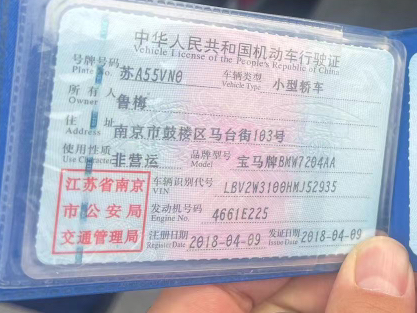 中华人民共和国机动车行驶证
Vehicle License of the People's Republic of China
号牌号码 苏A55VN0 车辆类型 小型轿车
Plate No. Vehicle Type
所有人 鲁梅
Owner
住址 南京市鼓楼区马台街103号
Address
使用性质 非营运 品牌型号 宝马牌BMW7204AA
Use Character Model
江苏省南京
市公安局
交通管理局
车辆识别代号 LBV2W3100HMJ52935
VIN
发动机号码 4661E225
Engine No.
注册日期 2018-04-09 发证日期 2018-04-09
Register Date Issue Date